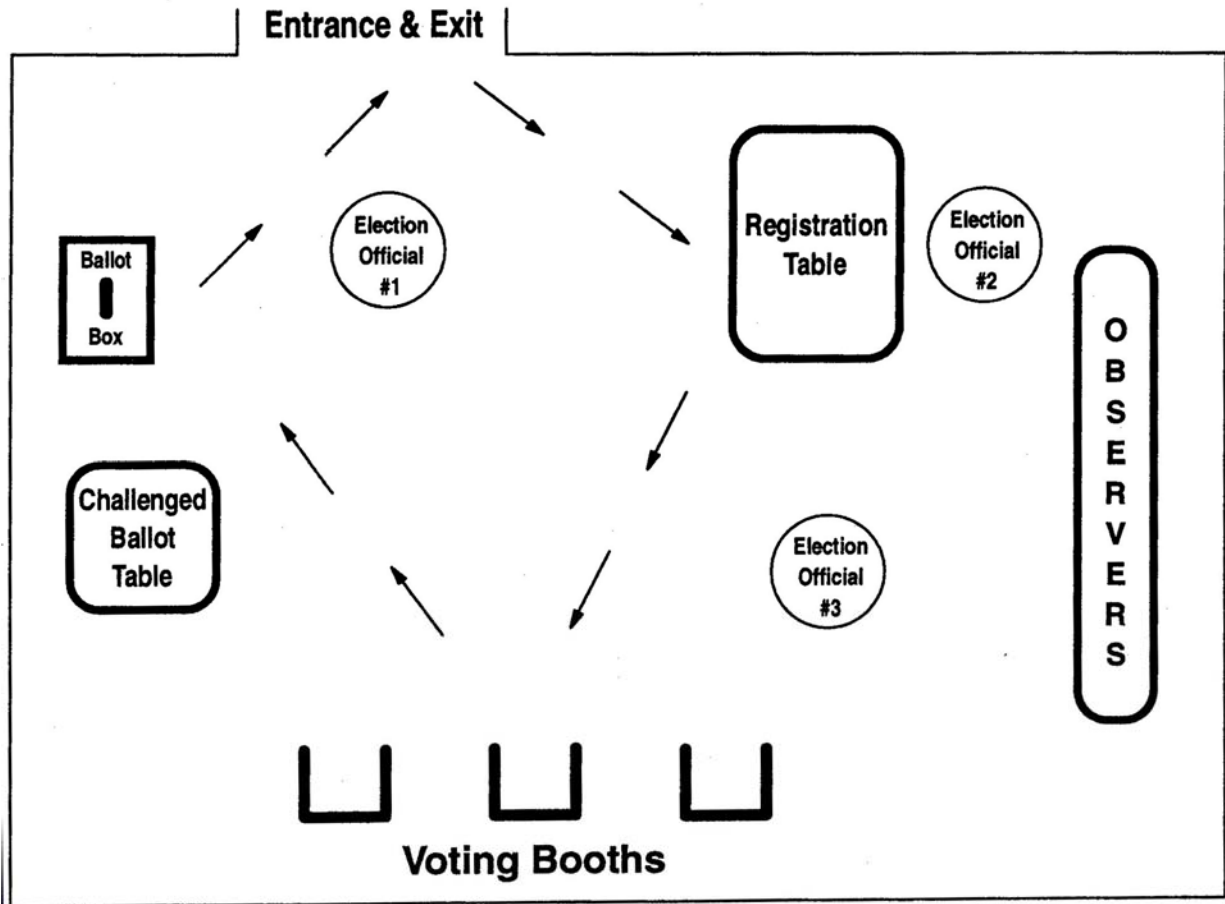 Entrance & Exit
Election
Official
#1
Registration
Table
Election
Official
#2
Ballot
Box
OBSERVERS
Challenged
Ballot
Table
Election
Official
#3
Voting Booths